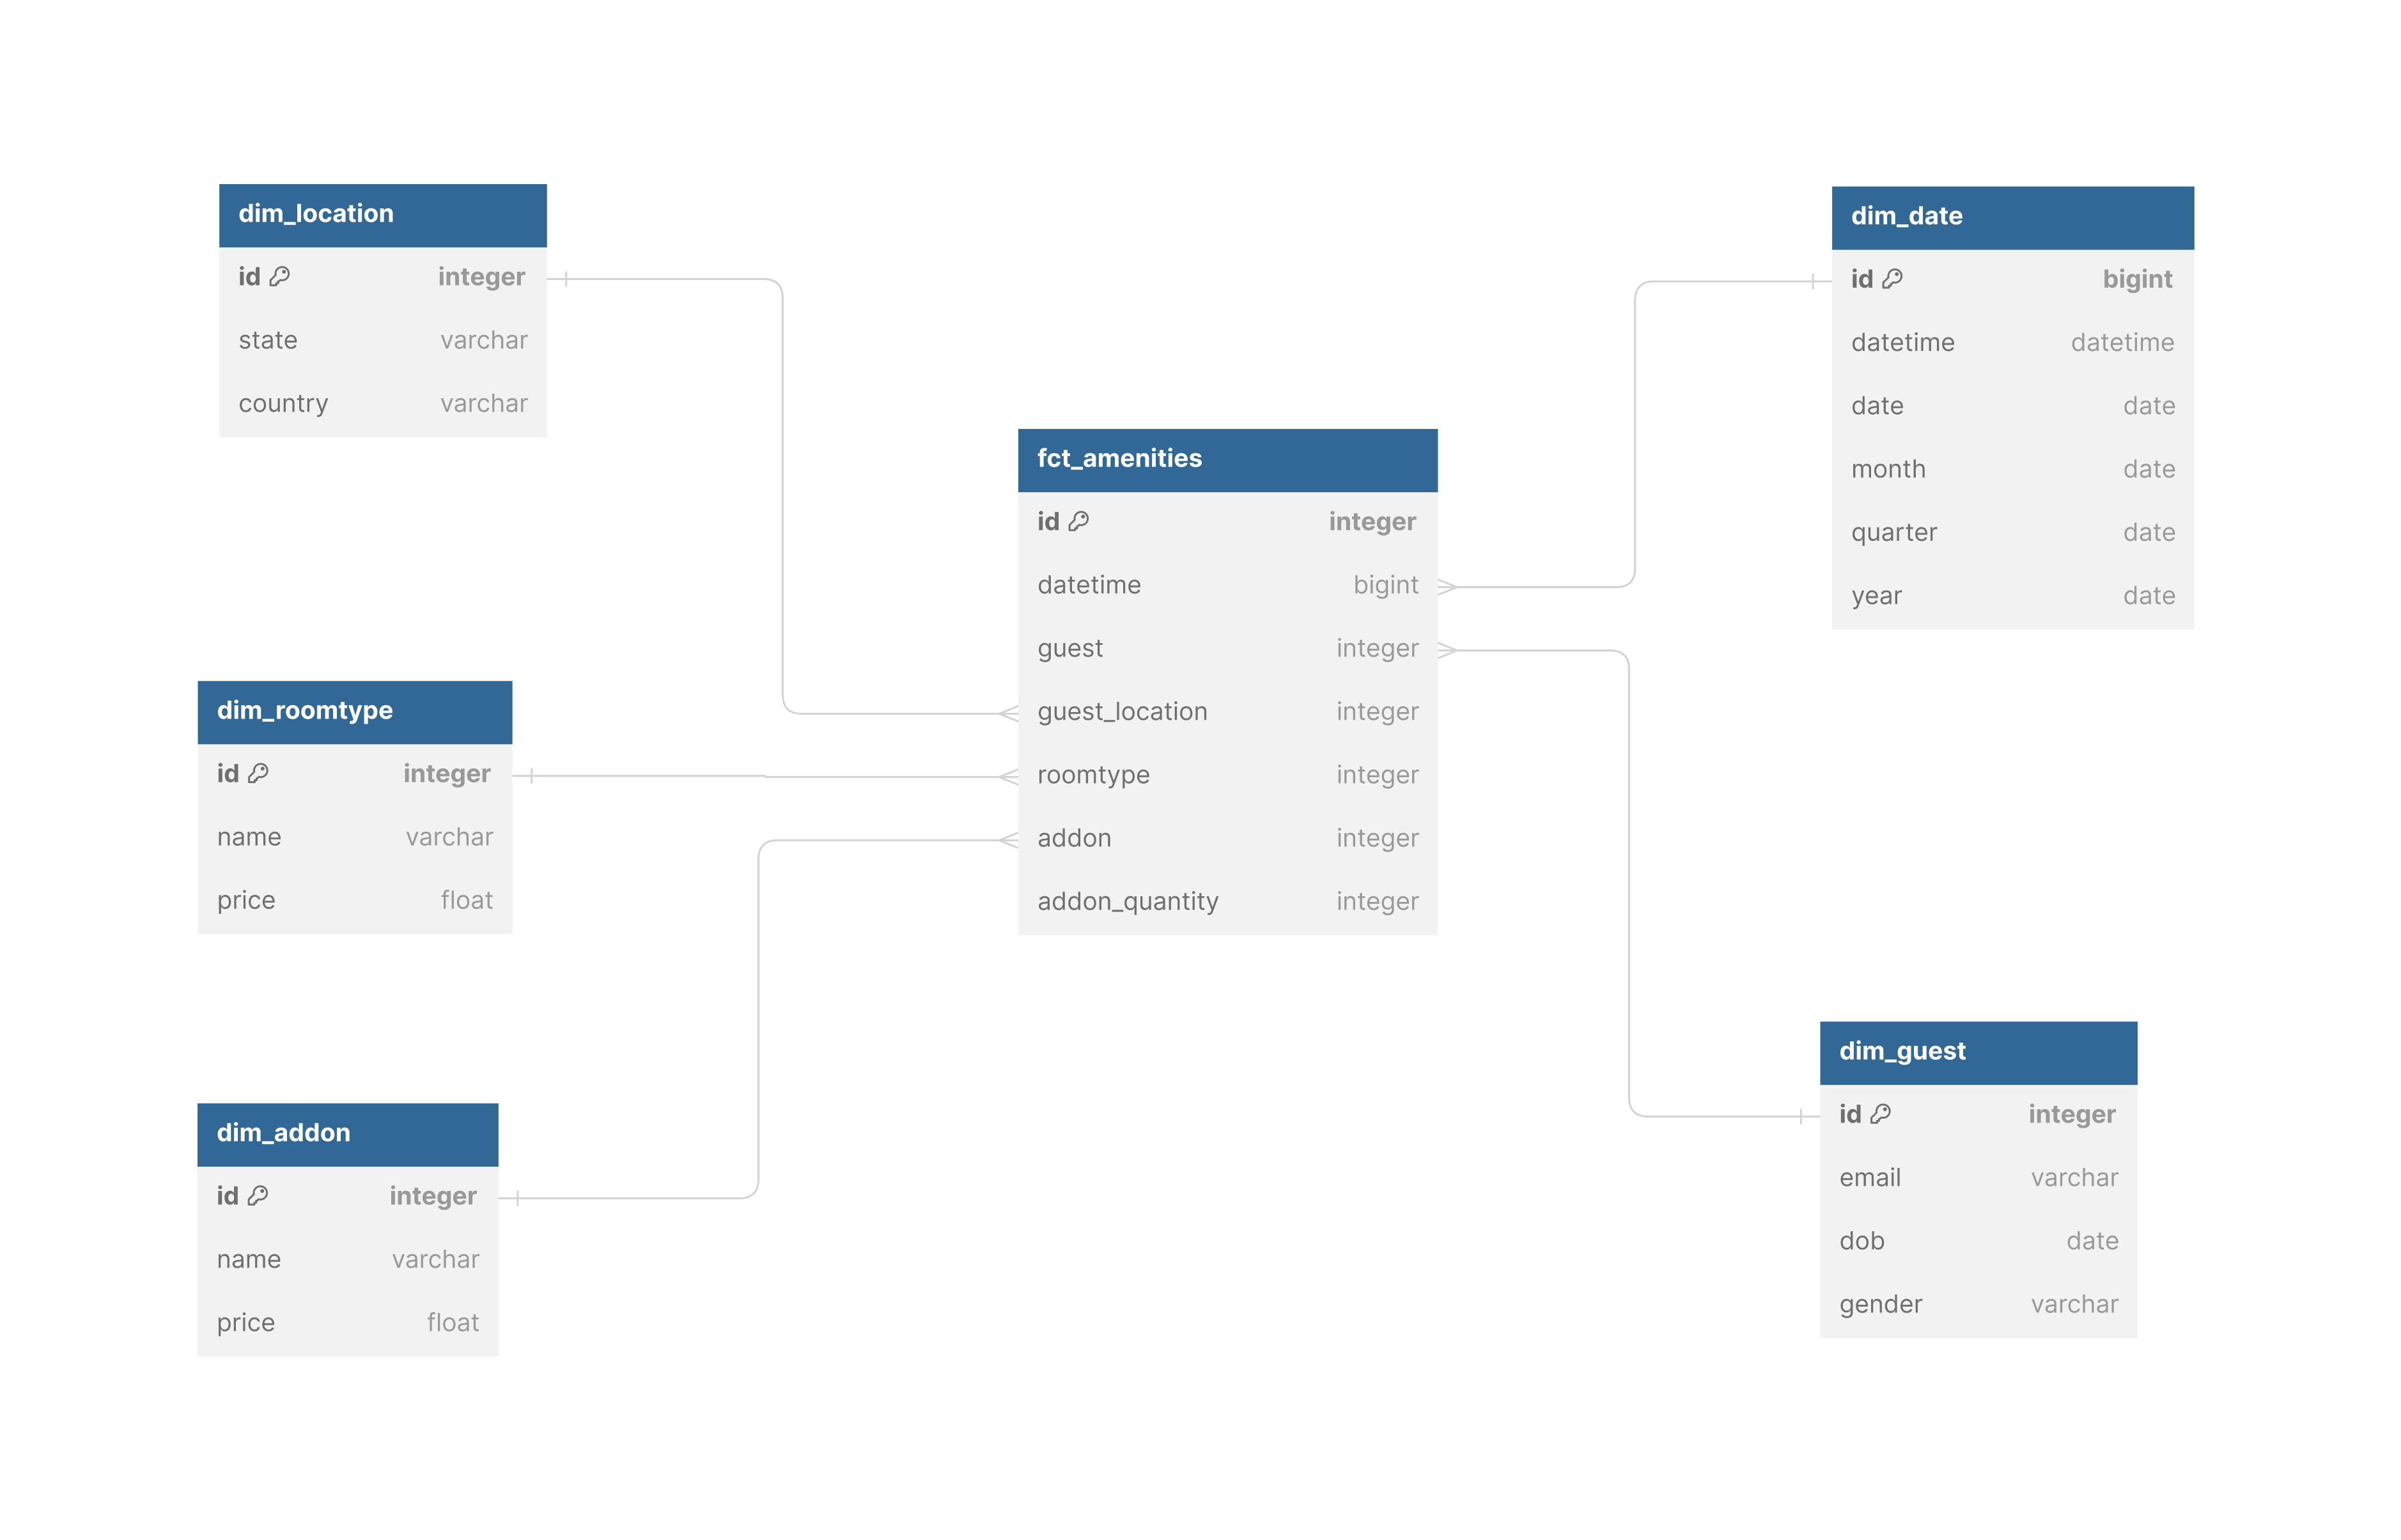 dim_location
id integer
state varchar
country varchar
dim_roomtype
id integer
name varchar
price float
dim_addon
id integer
name varchar
price float
fct_amenities
id integer
datetime bigint
guest integer
guest_location integer
roomtype integer
addon integer
addon_quantity integer
dim_date
id bigint
datetime datetime
date date
month date
quarter date
year date
dim_guest
id integer
email varchar
dob date
gender varchar